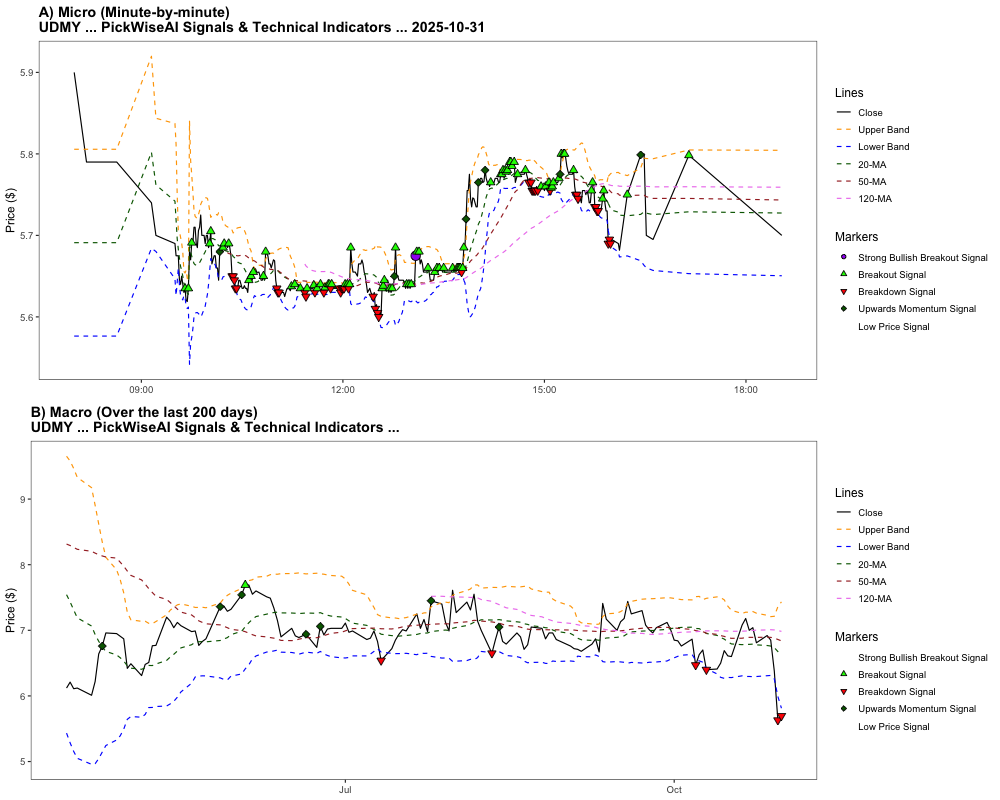 A) Micro (Minute-by-minute)
UDMY ... PickWiseAI Signals & Technical Indicators ... 2025-10-31
Price ($)
5.9
5.8
5.7
5.6
09:00
12:00
15:00
18:00
Lines
Close
Upper Band
Lower Band
20-MA
50-MA
120-MA
Markers
Strong Bullish Breakout Signal
Breakout Signal
Breakdown Signal
Upwards Momentum Signal
Low Price Signal
B) Macro (Over the last 200 days)
UDMY ... PickWiseAI Signals & Technical Indicators ...
Price ($)
9
8
7
6
5
Jul
Oct
Lines
Close
Upper Band
Lower Band
20-MA
50-MA
120-MA
Markers
Strong Bullish Breakout Signal
Breakout Signal
Breakdown Signal
Upwards Momentum Signal
Low Price Signal